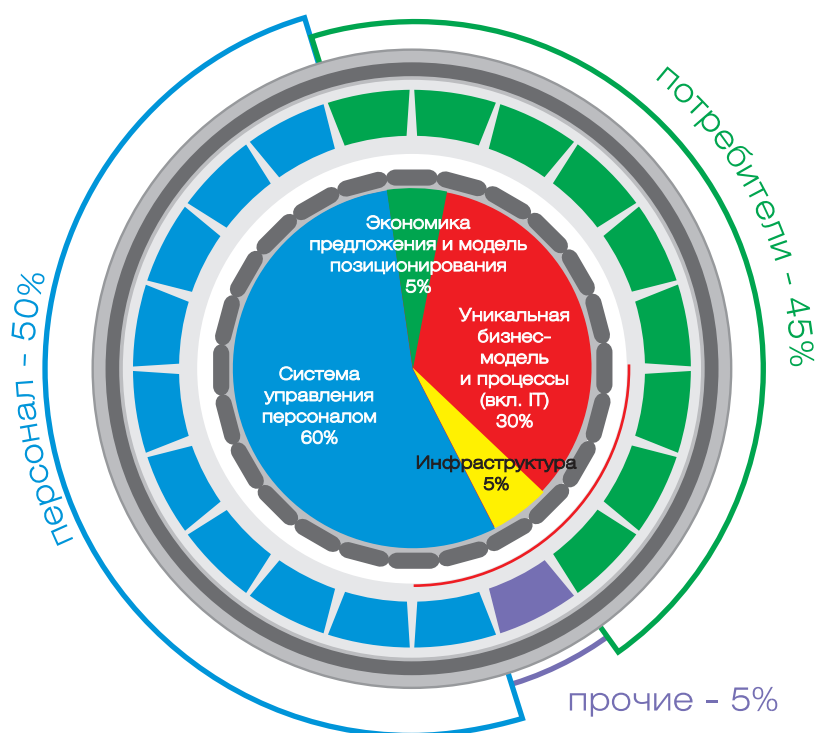 потребители - 45%
персонал - 50%
Экономика
предложения и модель
позиционирования
5%
Уникальная
бизнес-
модель
и процессы
(вкл. IT)
30%
Система
управления
персоналом
60%
Инфраструктура
5%
прочие - 5%